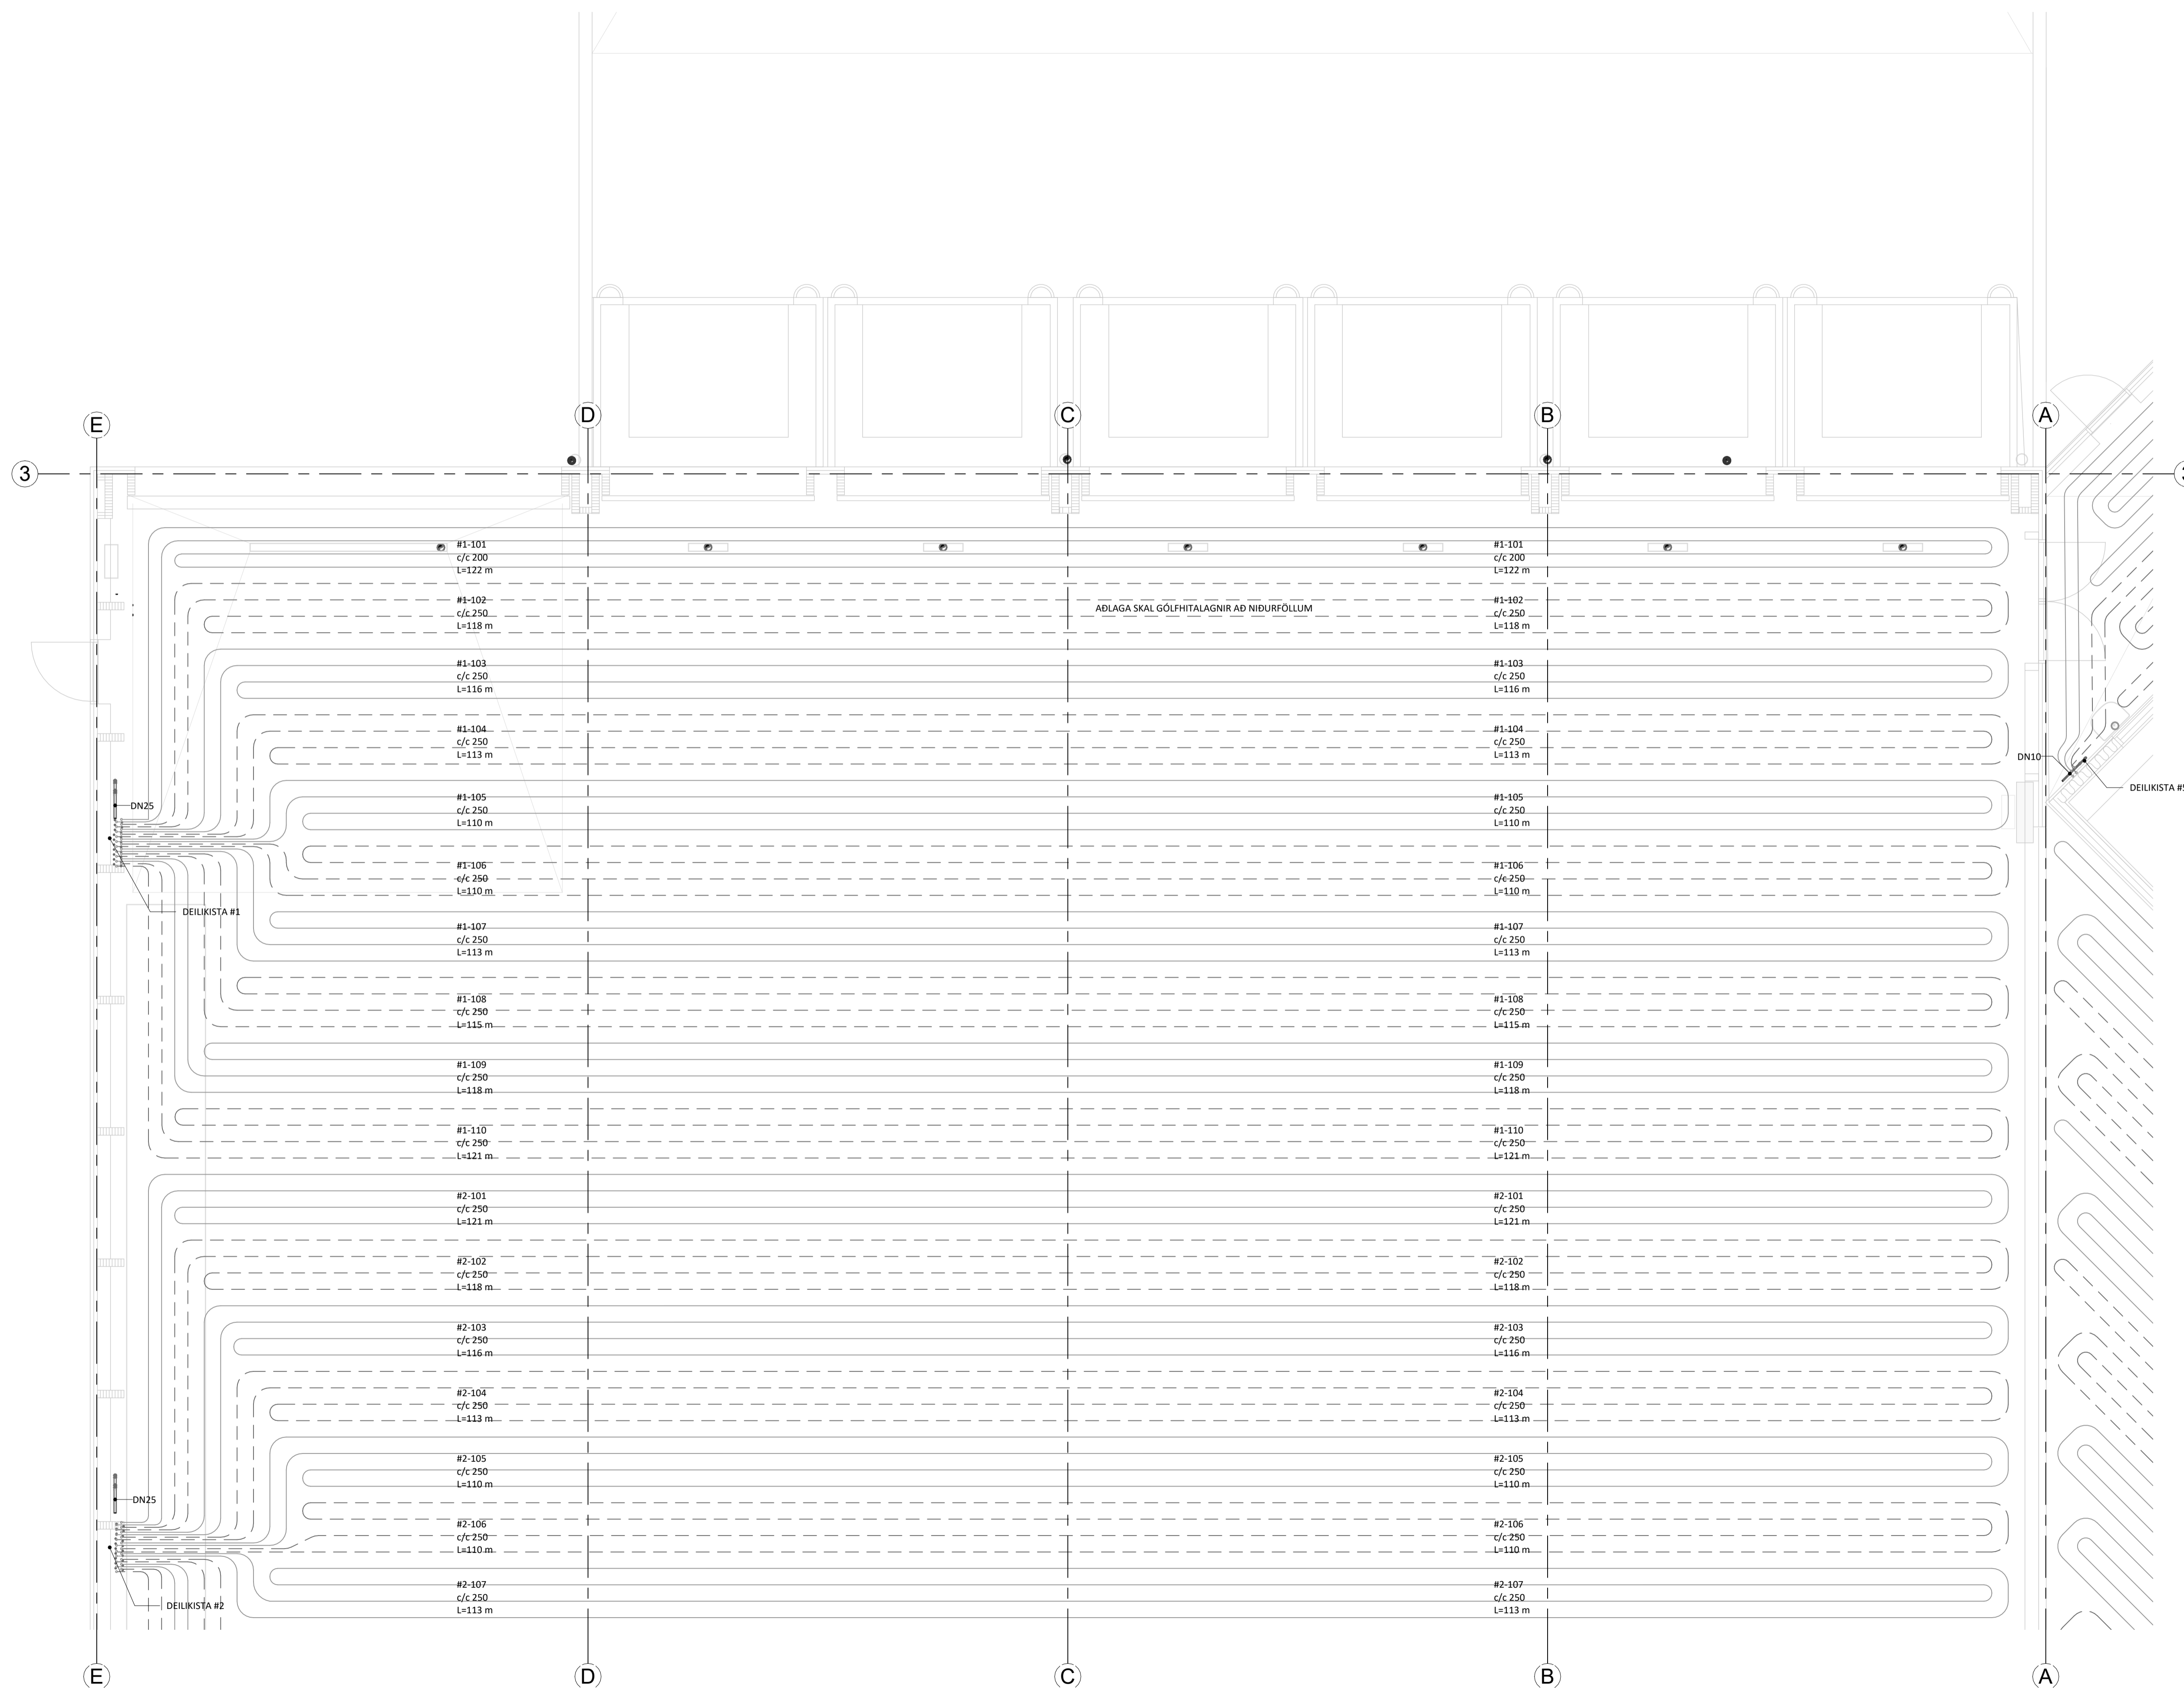 E
D
C
B
A
3
#1-101
c/c 200
L=122 m
#1-101
c/c 200
L=122 m
#1-102
c/c 250
L=118 m
AÐLAGA SKAL GÓLFHITALAGNIR AÐ NIÐURFÖLLUM
#1-102
c/c 250
L=118 m
#1-103
c/c 250
L=116 m
#1-103
c/c 250
L=116 m
#1-104
c/c 250
L=113 m
#1-104
c/c 250
L=113 m
DN10
DEILIKISTA #5
DN25
#1-105
c/c 250
L=110 m
#1-105
c/c 250
L=110 m
#1-106
c/c 250
L=110 m
#1-106
c/c 250
L=110 m
DEILIKISTA #1
#1-107
c/c 250
L=113 m
#1-107
c/c 250
L=113 m
#1-108
c/c 250
L=115 m
#1-108
c/c 250
L=115 m
#1-109
c/c 250
L=118 m
#1-109
c/c 250
L=118 m
#1-110
c/c 250
L=121 m
#1-110
c/c 250
L=121 m
#2-101
c/c 250
L=121 m
#2-101
c/c 250
L=121 m
#2-102
c/c 250
L=118 m
#2-102
c/c 250
L=118 m
#2-103
c/c 250
L=116 m
#2-103
c/c 250
L=116 m
#2-104
c/c 250
L=113 m
#2-104
c/c 250
L=113 m
#2-105
c/c 250
L=110 m
#2-105
c/c 250
L=110 m
DN25
#2-106
c/c 250
L=110 m
#2-106
c/c 250
L=110 m
#2-107
c/c 250
L=113 m
#2-107
c/c 250
L=113 m
DEILIKISTA #2
E
D
C
B
A